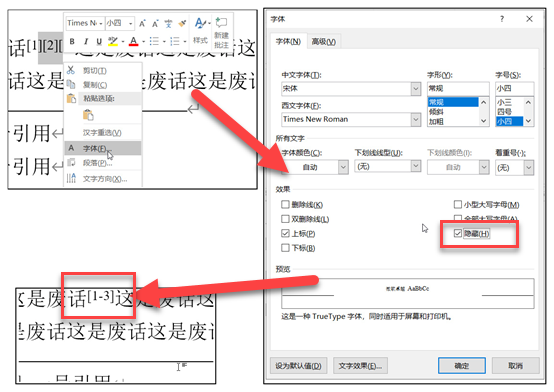 Times Ne 小四
B I U A 样式 新建
批注
话[1][2][
是废话这是废
话这是废话这是废话这是废
剪切(T)
复制(C)
粘贴选项:
汉字重选(V)
A 字体(F)...
段落(P)...
文字方向(X)...
引用↵
引用↵
这是废话[1-3]这是废话这
是废话这是废话这是废话
字体
字体(N) 高级(V)
中文字体(T): 字形(Y): 字号(S):
宋体 常规 小四
西文字体(F): 常规 小三
Times New Roman 倾斜 四号
加粗 小四
所有文字
字体颜色(C): 下划线线型(U): 下划线颜色(I): 着重号(·):
自动 (无) 自动 (无)
效果
删除线(K) 小型大写字母(M)
双删除线(L) 全部大写字母(A)
上标(P) 隐藏(H)
下标(B)
预览
AaBbCc
这是一种 TrueType 字体，同时适用于屏幕和打印机。
设为默认值(D) 文字效果(E)... 确定 取消